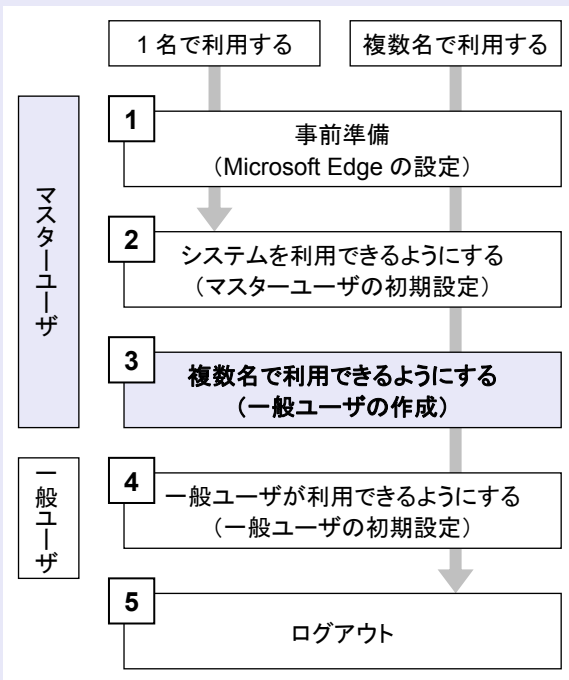 1 名で利用する
複数名で利用する
マスターユーザ
1
事前準備
（Microsoft Edge の設定）
2
システムを利用できるようにする
（マスターユーザの初期設定）
3
複数名で利用できるようにする
（一般ユーザの作成）
一般ユーザ
4
一般ユーザが利用できるようにする
（一般ユーザの初期設定）
5
ログアウト